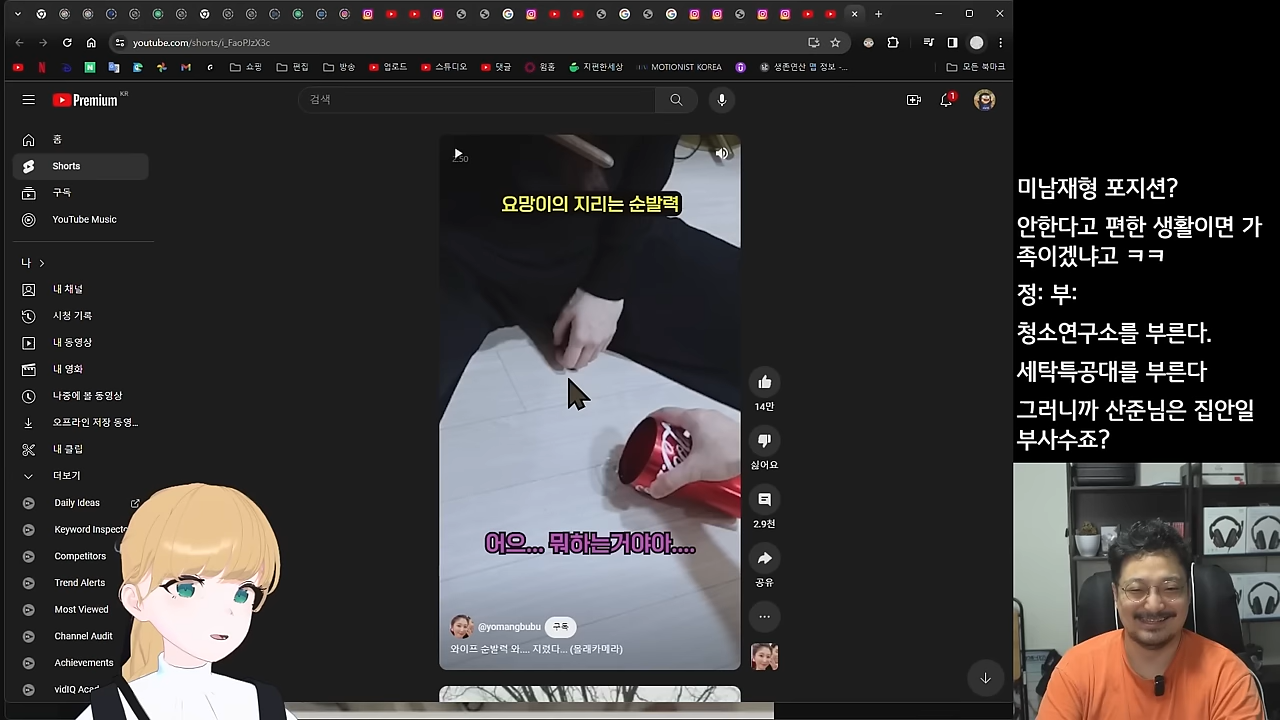 youtube.com/shorts/i_FaoPJzX3c
쇼핑
편집
방송
업로드
스튜디오
댓글
윔홈
지편한세상
MOTIONIST KOREA
생존연산 맵 정보 -...
모든 북마크
Premium KR
검색
1
홈
Shorts
구독
YouTube Music
나
내 채널
시청 기록
내 동영상
내 영화
나중에 볼 동영상
오프라인 저장 동영...
내 클립
더보기
Daily Ideas
Keyword Inspecto
Competitors
Trend Alerts
Most Viewed
Channel Audit
Achievements
vidIQ Acad
2:50
요망이의 지리는 순발력
어으... 뭐하는거야아....
@yomangbubu 구독
와이프 순발력 와.... 지렸다... (몰래카메라)
14만
싫어요
2.9천
공유
미남재형 포지션?
안한다고 편한 생활이면 가
족이겠냐고 ㅋㅋ
정: 부:
청소연구소를 부른다.
세탁특공대를 부른다
그러니까 산준님은 집안일
부사수죠?